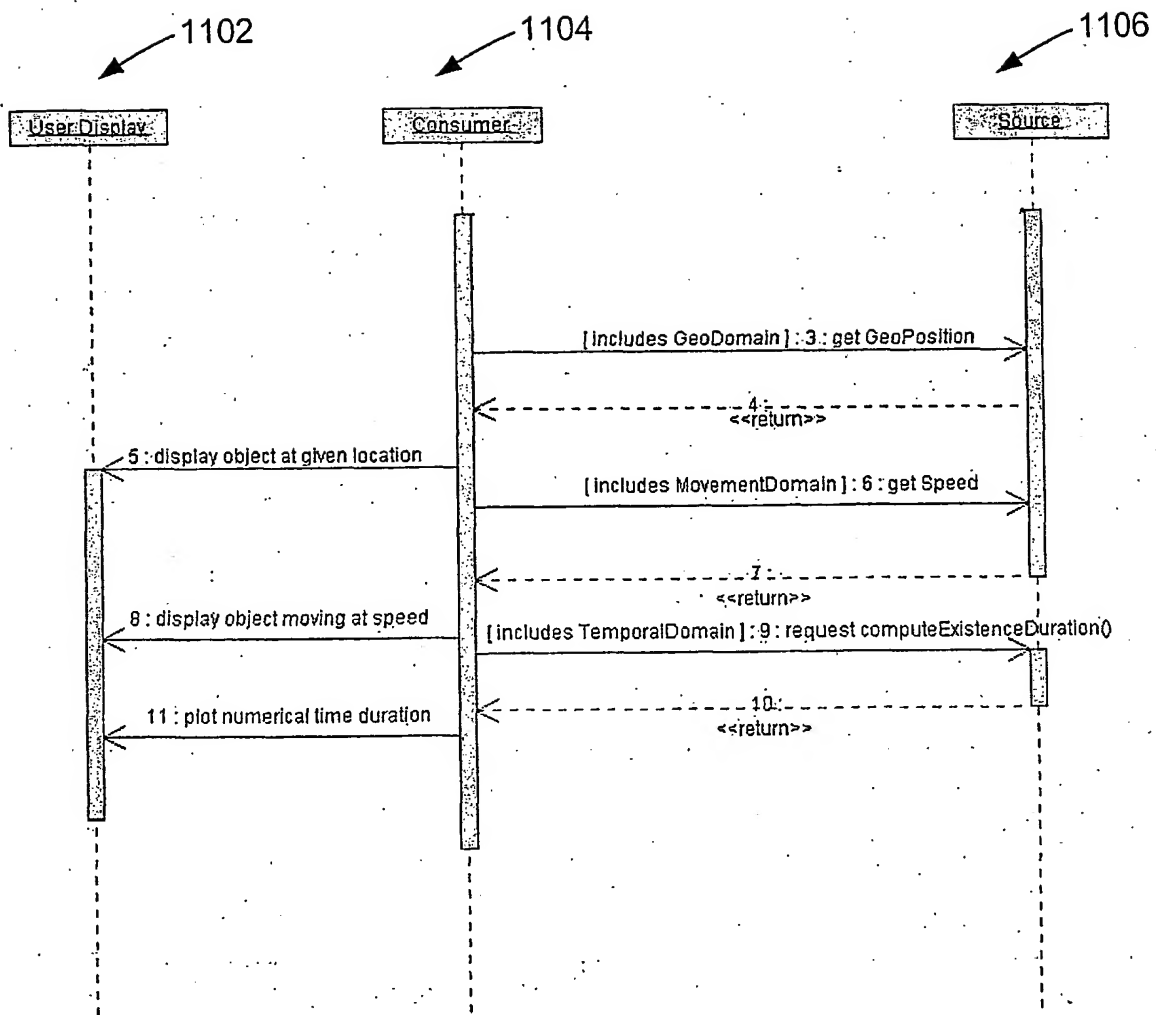 1102
1104
1106
User Display
Consumer
Source
[includes GeoDomain] : 3 : get GeoPosition
4 :
<<return>>
5 : display object at given location
[includes MovementDomain] : 6 : get Speed
7 :
<<return>>
8 : display object moving at speed
[includes TemporalDomain] : 9 : request computeExistenceDuration()
10 :
<<return>>
11 : plot numerical time duration